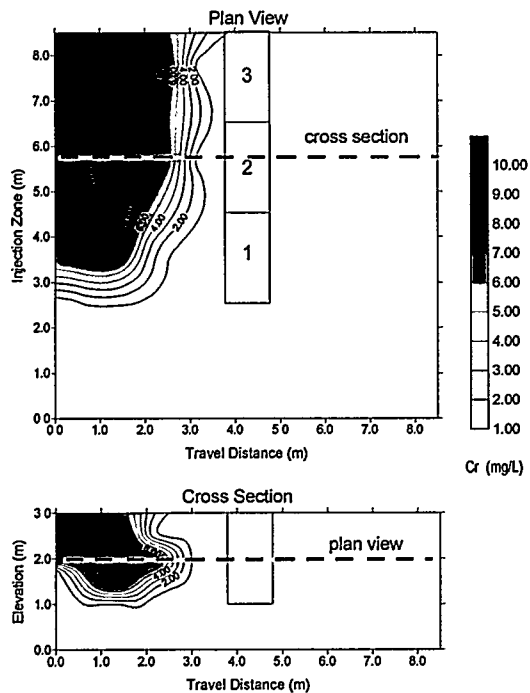 Plan View
8.0
7.0
6.0
5.0
4.0
3.0
2.0
1.0
0.0
Injection Zone (m)
3
2
1
cross section
2.00
4.00
2.00
0.0 1.0 2.0 3.0 4.0 5.0 6.0 7.0 8.0
Travel Distance (m)
10.00
9.00
8.00
7.00
6.00
5.00
4.00
3.00
2.00
1.00
Cr (mg/L)
Cross Section
3.0
2.0
1.0
0.0
Elevation (m)
plan view
4.00
2.00
0.0 1.0 2.0 3.0 4.0 5.0 6.0 7.0 8.0
Travel Distance (m)